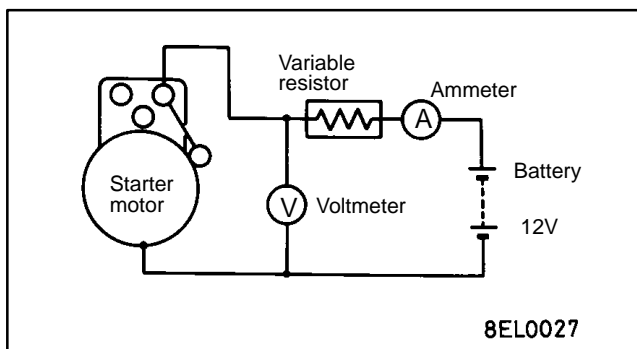 Variable
resistor
Ammeter
A
Battery
Starter
motor
V
Voltmeter
12V
8EL0027